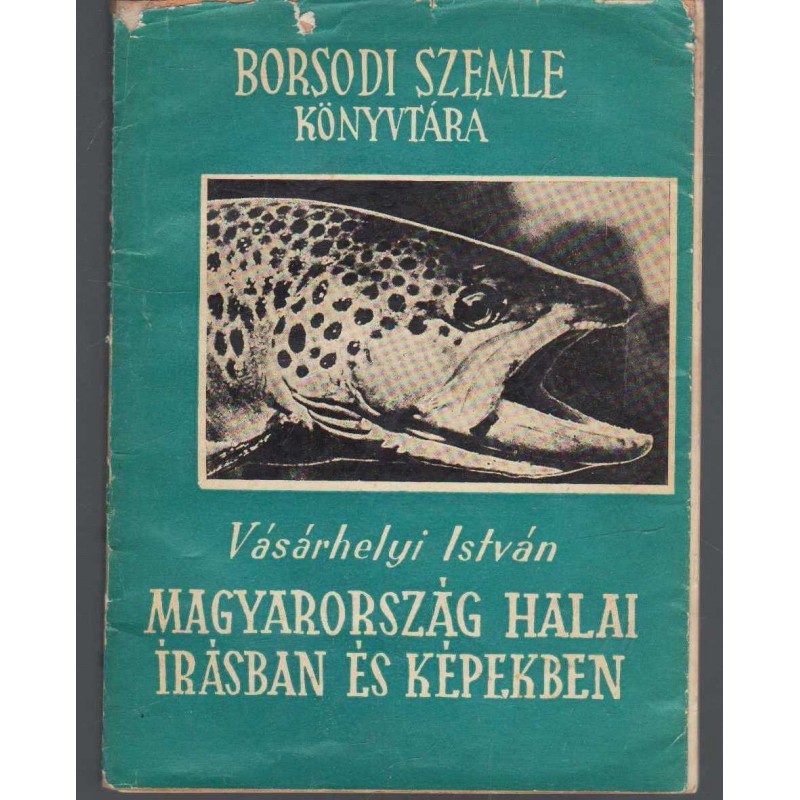 BORSODI SZEMLE
KÖNYVTÁRA
Vásárhelyi István
MAGYARORSZÁG HALAI
ÍRÁSBAN ÉS KÉPEKBEN